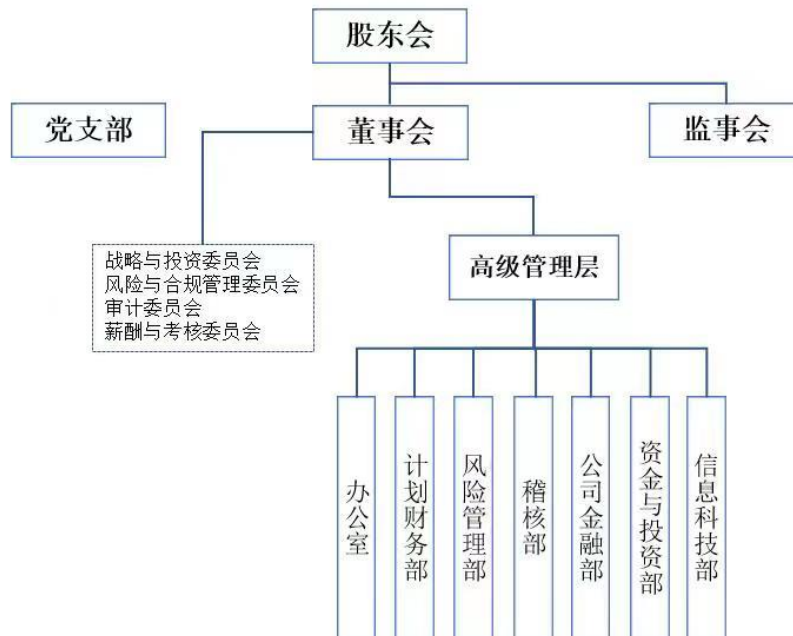 股东会
党支部
董事会
监事会
战略与投资委员会
风险与合规管理委员会
审计委员会
薪酬与考核委员会
高级管理层
办公室
计划财务部
风险管理部
稽核部
公司金融部
资金与投资部
信息科技部